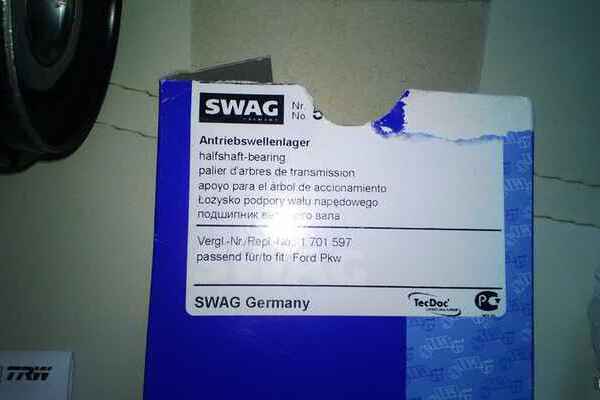 SWAG
GERMANY
Nr.
No. 5
Antriebswellenlager
halfshaft-bearing
palier d'arbres de transmission
apoyo para el árbol de accionamiento
Łożysko podpory wału napędowego
подшипник вала
Vergl.-Nr./Repl.-No. 1 701 597
passend für/to fit: Ford Pkw
SWAG Germany
TecDoc
TRW